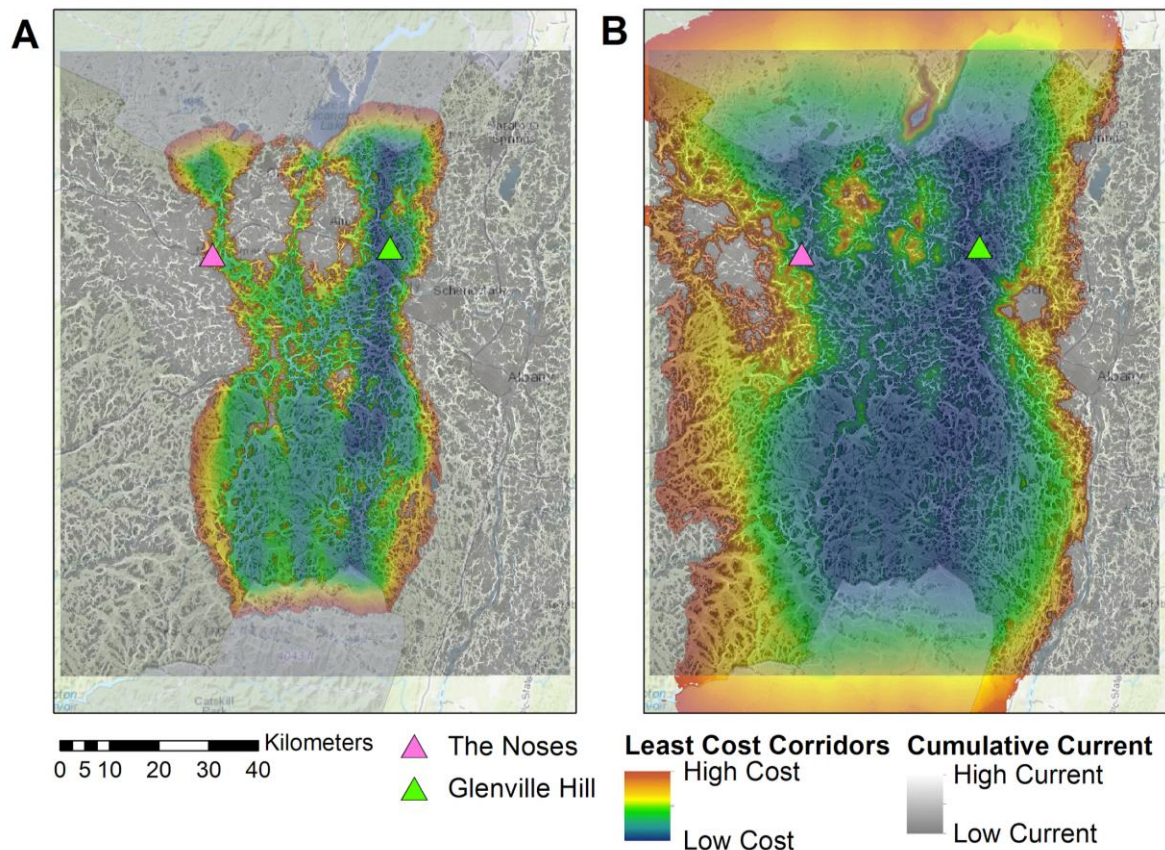 A
B
Springs
Schenectady
Albany
Albany
Catskill
Park
Kilometers
0 5 10 20 30 40
The Noses
Glenville Hill
Least Cost Corridors
High Cost
Low Cost
Cumulative Current
High Current
Low Current